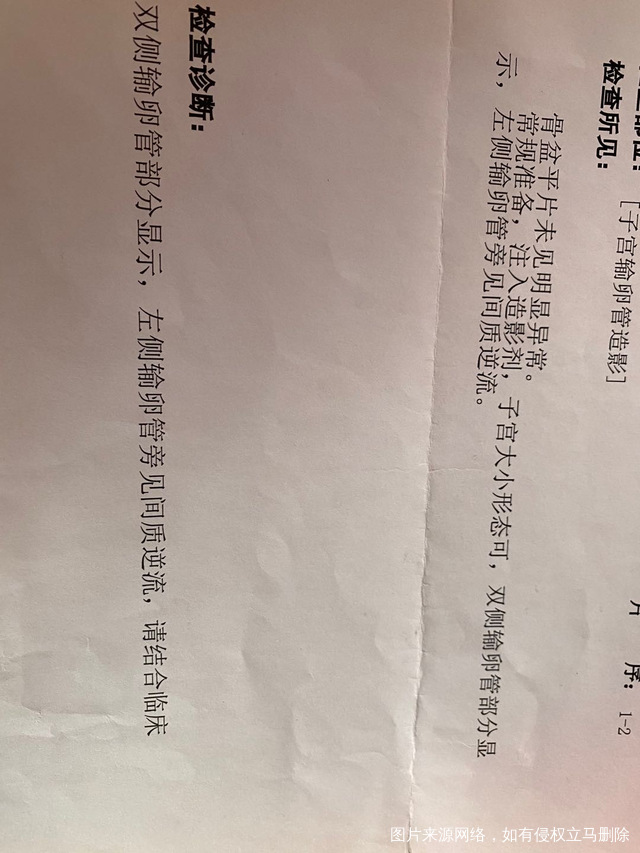 [子宫输卵管造影]
片 序: 1-2
检查所见:
骨盆平片未见明显异常。
常规准备，注入造影剂，子宫大小形态可，双侧输卵管部分显
示，左侧输卵管旁见间质逆流。
检查诊断:
双侧输卵管部分显示，左侧输卵管旁见间质逆流，请结合临床
图片来源网络，如有侵权立马删除